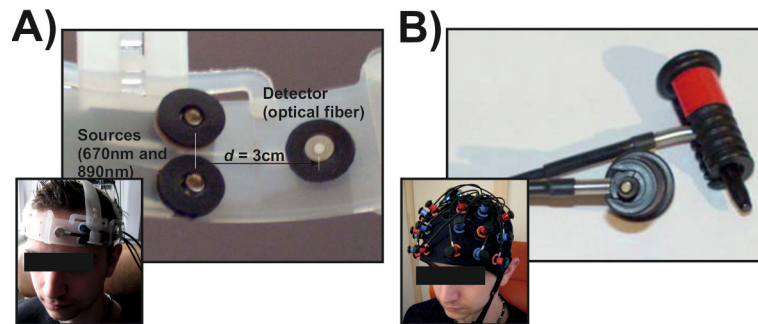 A)
B)
Detector
(optical fiber)
Sources
(670nm and
890nm)
d = 3cm